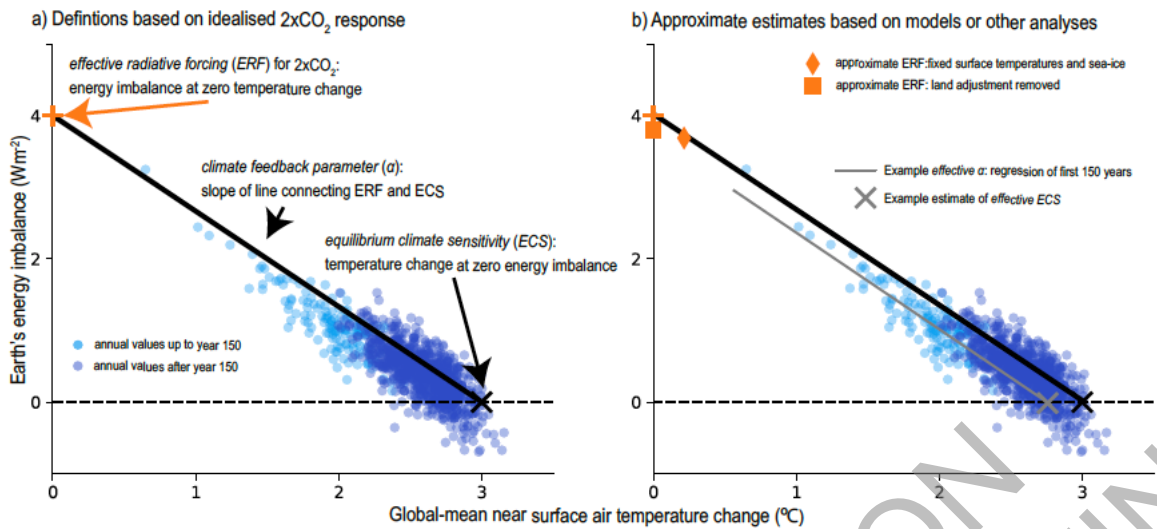 a) Defintions based on idealised 2xCO₂ response
effective radiative forcing (ERF) for 2xCO₂:
energy imbalance at zero temperature change
climate feedback parameter (α):
slope of line connecting ERF and ECS
equilibrium climate sensitivity (ECS):
temperature change at zero energy imbalance
annual values up to year 150
annual values after year 150
Earth's energy imbalance (Wm⁻²)
4
2
0
0
1
2
3
b) Approximate estimates based on models or other analyses
approximate ERF:fixed surface temperatures and sea-ice
approximate ERF: land adjustment removed
Example effective α: regression of first 150 years
Example estimate of effective ECS
4
2
0
0
1
2
3
Global-mean near surface air temperature change (ºC)